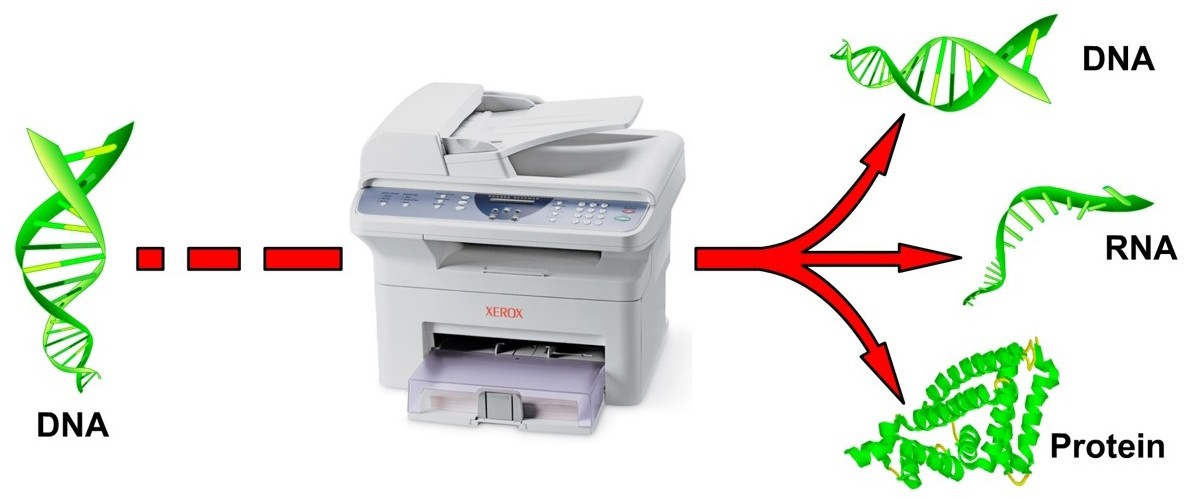 DNA
XEROX
DNA
RNA
Protein